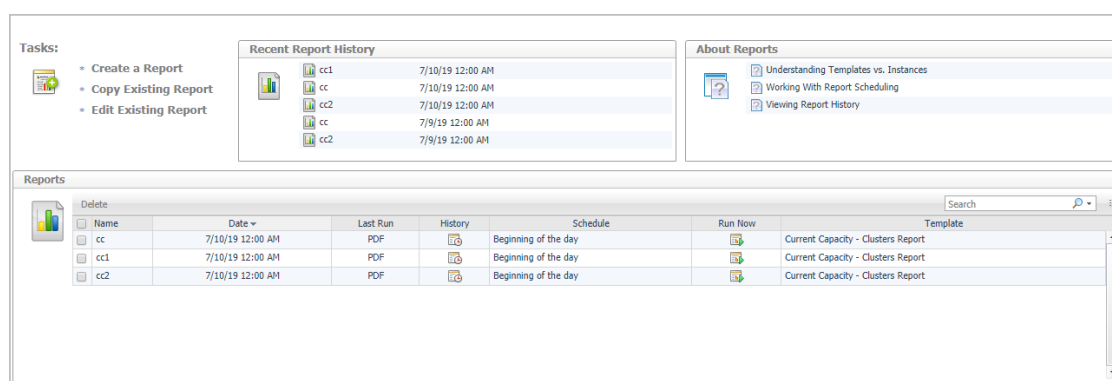 Tasks:
Create a Report
Copy Existing Report
Edit Existing Report
Recent Report History
cc1 7/10/19 12:00 AM
cc 7/10/19 12:00 AM
cc2 7/10/19 12:00 AM
cc 7/9/19 12:00 AM
cc2 7/9/19 12:00 AM
About Reports
Understanding Templates vs. Instances
Working With Report Scheduling
Viewing Report History
Reports
Delete Search
Name Date Last Run History Schedule Run Now Template
cc 7/10/19 12:00 AM PDF Beginning of the day Current Capacity - Clusters Report
cc1 7/10/19 12:00 AM PDF Beginning of the day Current Capacity - Clusters Report
cc2 7/10/19 12:00 AM PDF Beginning of the day Current Capacity - Clusters Report